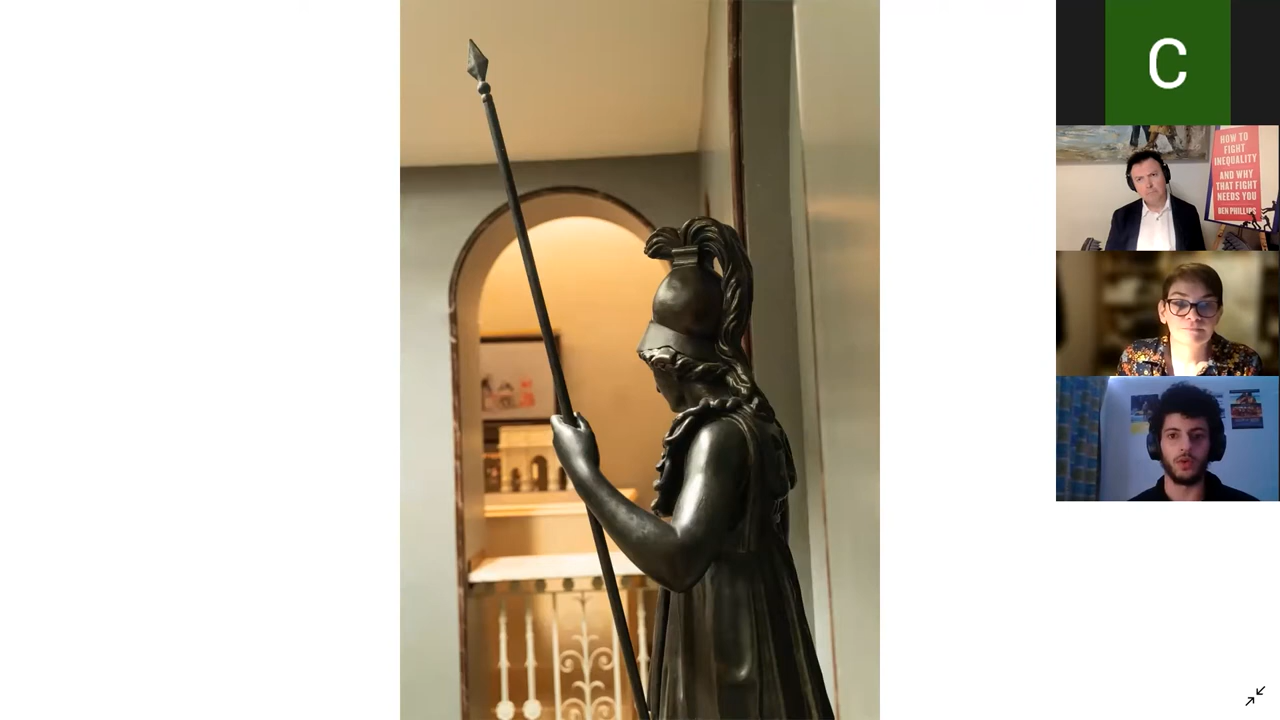 C
HOW TO
FIGHT
INEQUALITY
AND WHY
THAT FIGHT
NEEDS YOU
BEN PHILLIPS